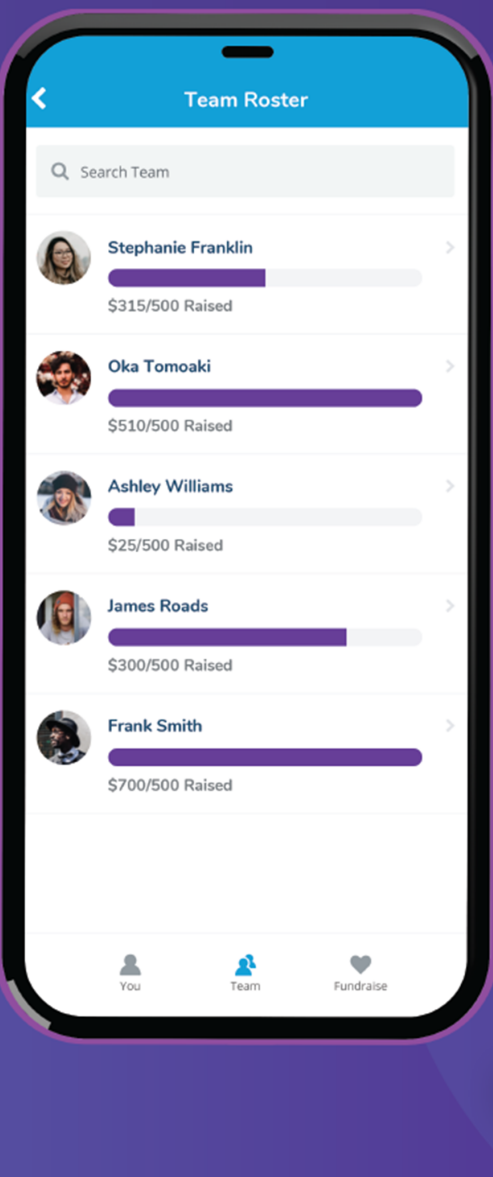 Team Roster
Search Team
Stephanie Franklin
$315/500 Raised
Oka Tomoaki
$510/500 Raised
Ashley Williams
$25/500 Raised
James Roads
$300/500 Raised
Frank Smith
$700/500 Raised
You
Team
Fundraise